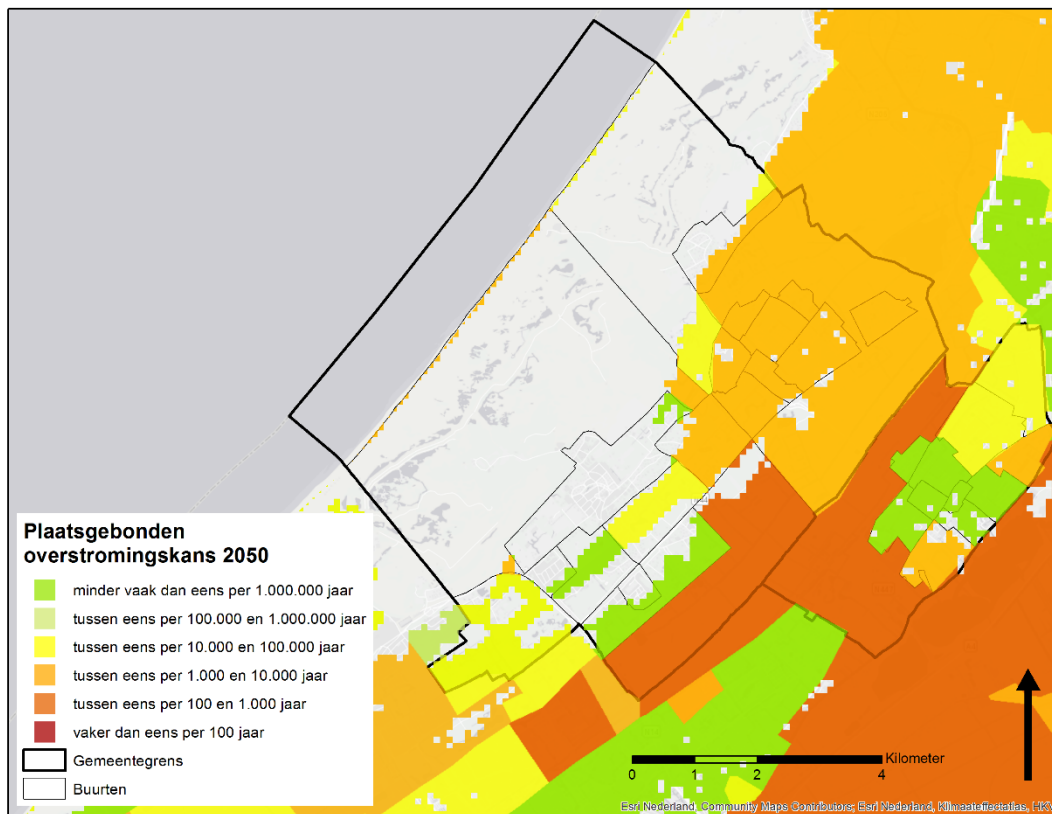 Plaatsgebonden
overstromingskans 2050
minder vaak dan eens per 1.000.000 jaar
tussen eens per 100.000 en 1.000.000 jaar
tussen eens per 10.000 en 100.000 jaar
tussen eens per 1.000 en 10.000 jaar
tussen eens per 100 en 1.000 jaar
vaker dan eens per 100 jaar
Gemeentegrens
Buurten
Kilometer
0 1 2 4
Esri Nederland, Community Maps Contributors, Esri Nederland, Klimaateffectatlas, HKV